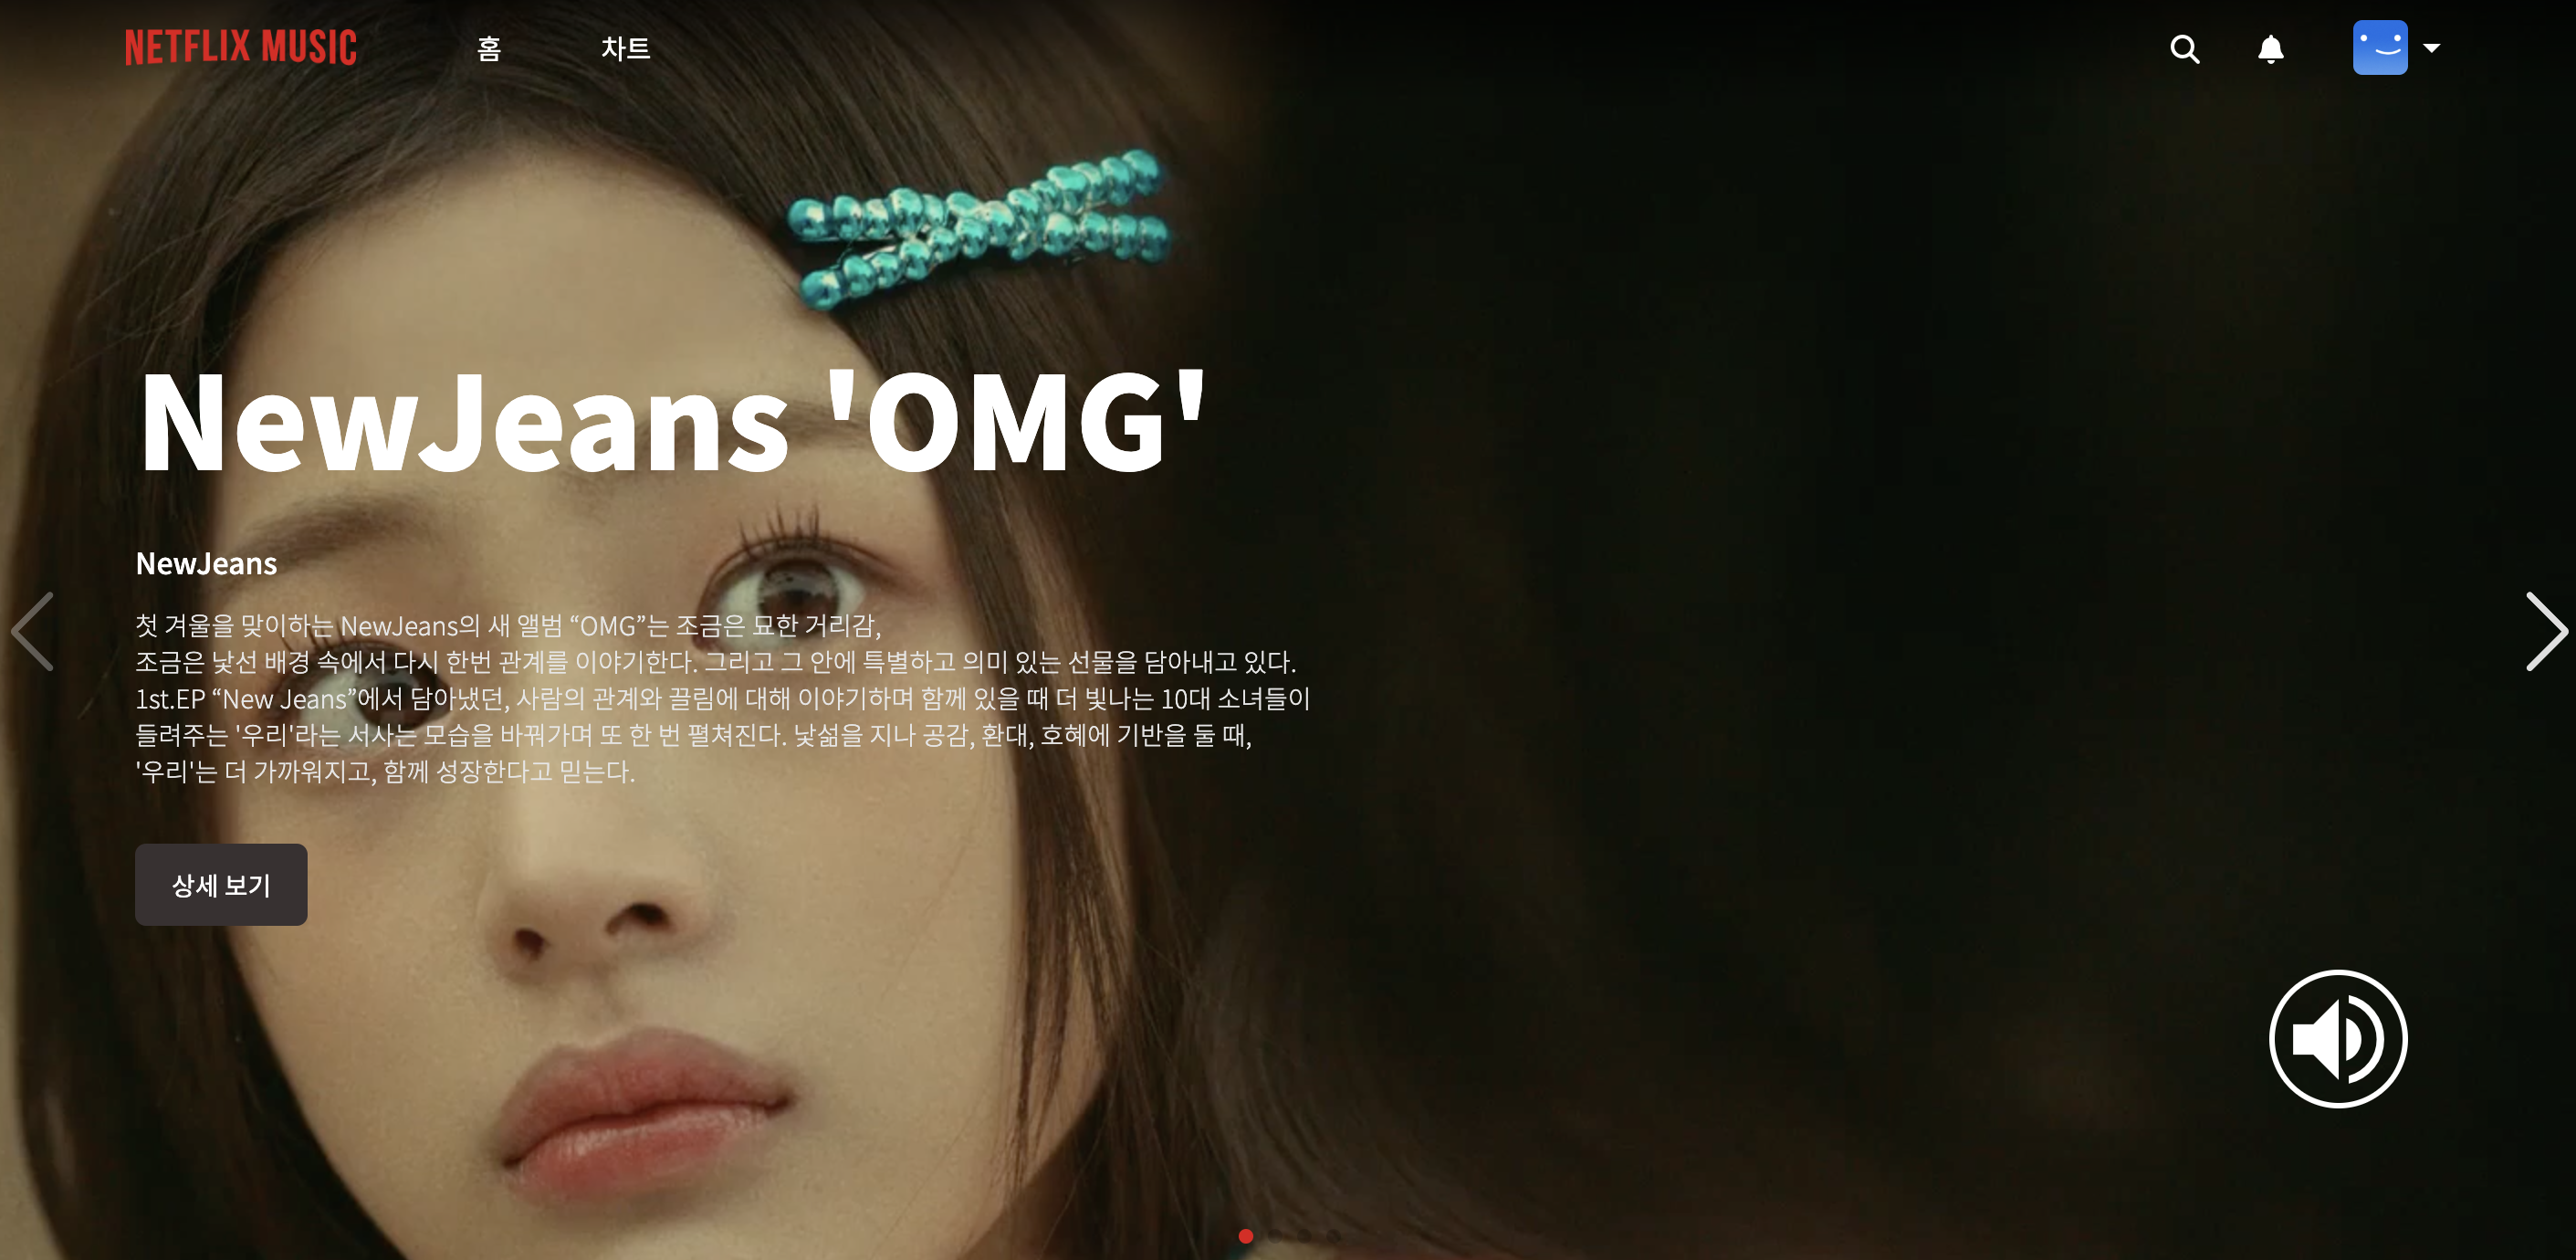 NETFLIX MUSIC
홈
차트
NewJeans 'OMG'
NewJeans
첫 겨울을 맞이하는 NewJeans의 새 앨범 “OMG”는 조금은 묘한 거리감,
조금은 낯선 배경 속에서 다시 한번 관계를 이야기한다. 그리고 그 안에 특별하고 의미 있는 선물을 담아내고 있다.
1st.EP “New Jeans”에서 담아냈던, 사람의 관계와 끌림에 대해 이야기하며 함께 있을 때 더 빛나는 10대 소녀들이
들려주는 '우리'라는 서사는 모습을 바꿔가며 또 한 번 펼쳐진다. 낯섦을 지나 공감, 환대, 호혜에 기반을 둘 때,
'우리'는 더 가까워지고, 함께 성장한다고 믿는다.
상세 보기